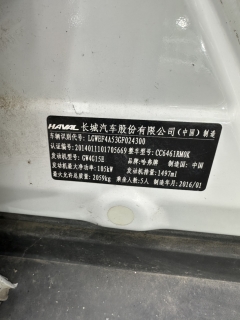 HAVAL 长城汽车股份有限公司(中国)制造
车辆识别代号: LGWEF4A53GF024300
认证编号: 2014011101705669 型号: CC6461RM0K
发动机型号: GW4G15B 品牌: 哈弗牌 制造国: 中国
发动机最大净功率: 105kW 发动机排量: 1497ml
最大允许总质量: 2059kg 乘坐人数: 5人 制造年月: 2016/01